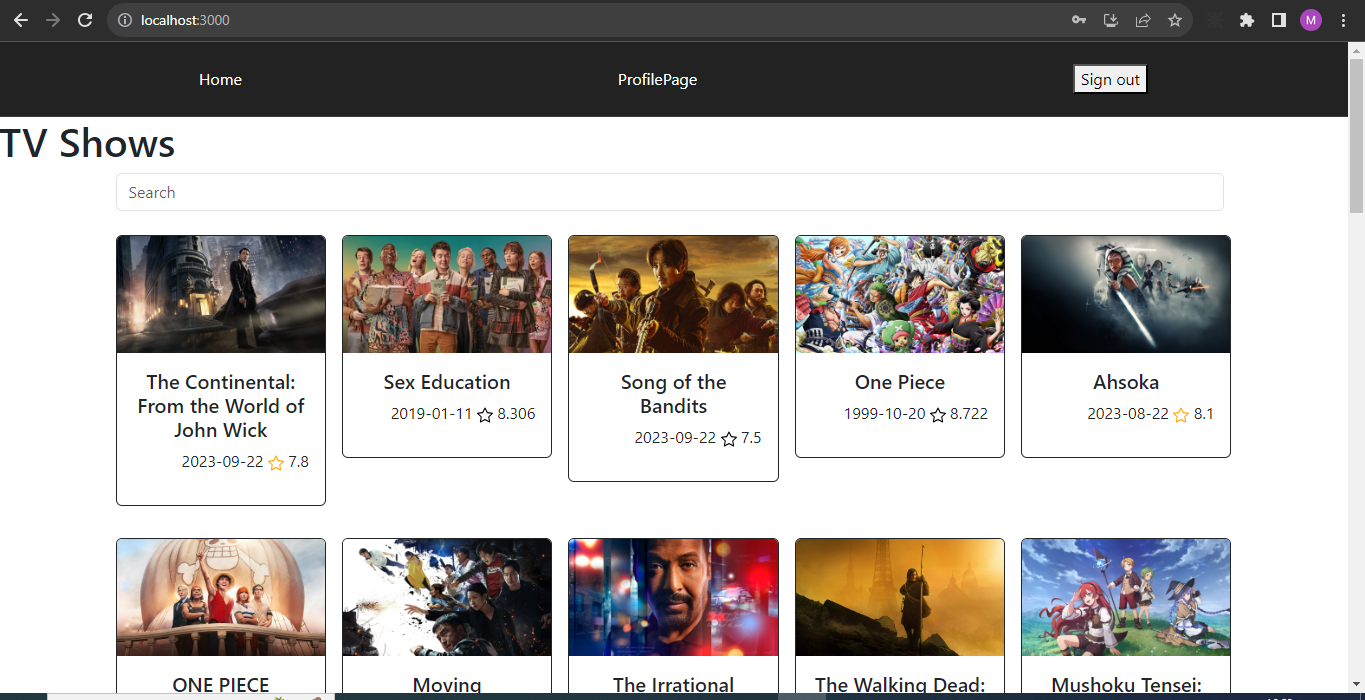 localhost:3000
M
Home
ProfilePage
Sign out
TV Shows
Search
The Continental:
From the World of
John Wick
2023-09-22 7.8
Sex Education
2019-01-11 8.306
Song of the
Bandits
2023-09-22 7.5
One Piece
1999-10-20 8.722
Ahsoka
2023-08-22 8.1
ONE PIECE
Moving
The Irrational
The Walking Dead:
Mushoku Tensei: